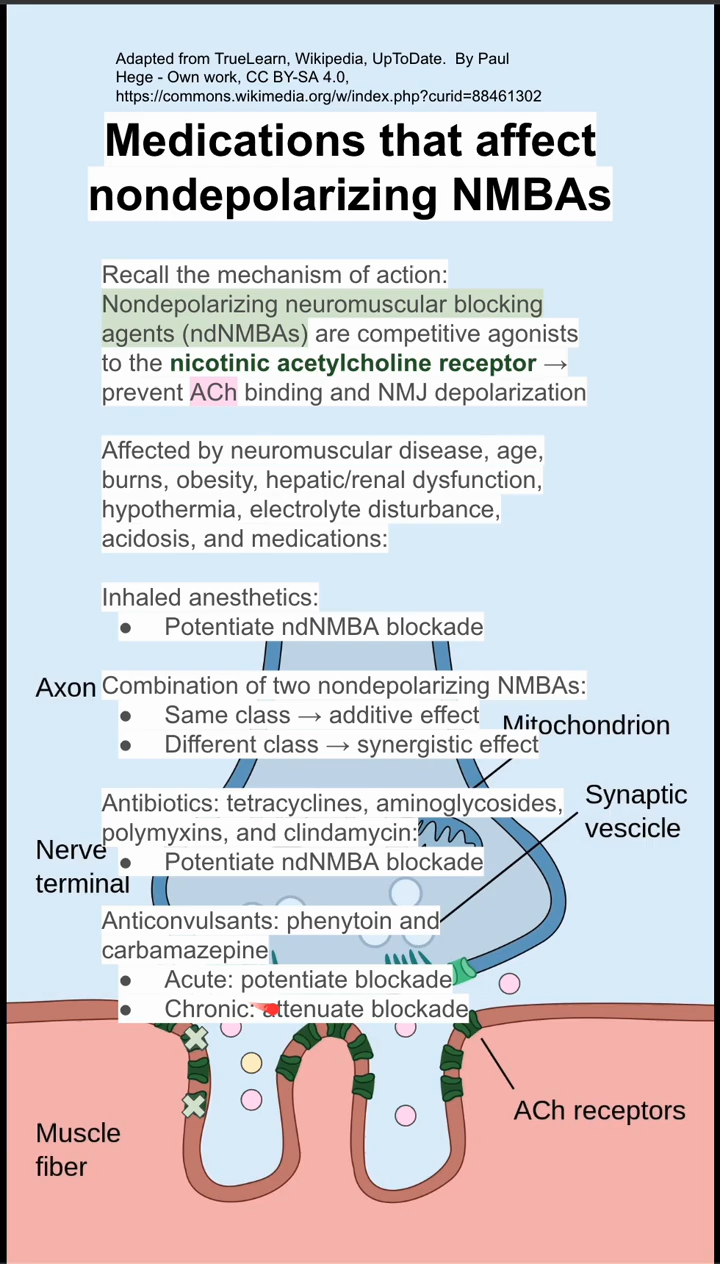 Adapted from TrueLearn, Wikipedia, UpToDate. By Paul
Hege - Own work, CC BY-SA 4.0,
https://commons.wikimedia.org/w/index.php?curid=88461302
Medications that affect
nondepolarizing NMBAs
Recall the mechanism of action:
Nondepolarizing neuromuscular blocking
agents (ndNMBAs) are competitive agonists
to the nicotinic acetylcholine receptor →
prevent ACh binding and NMJ depolarization
Affected by neuromuscular disease, age,
burns, obesity, hepatic/renal dysfunction,
hypothermia, electrolyte disturbance,
acidosis, and medications:
Inhaled anesthetics:
● Potentiate ndNMBA blockade
Axon
Combination of two nondepolarizing NMBAs:
● Same class → additive effect
● Different class → synergistic effect
Mitochondrion
Antibiotics: tetracyclines, aminoglycosides,
polymyxins, and clindamycin:
● Potentiate ndNMBA blockade
Synaptic
vescicle
Nerve
terminal
Anticonvulsants: phenytoin and
carbamazepine
● Acute: potentiate blockade
● Chronic: attenuate blockade
ACh receptors
Muscle
fiber